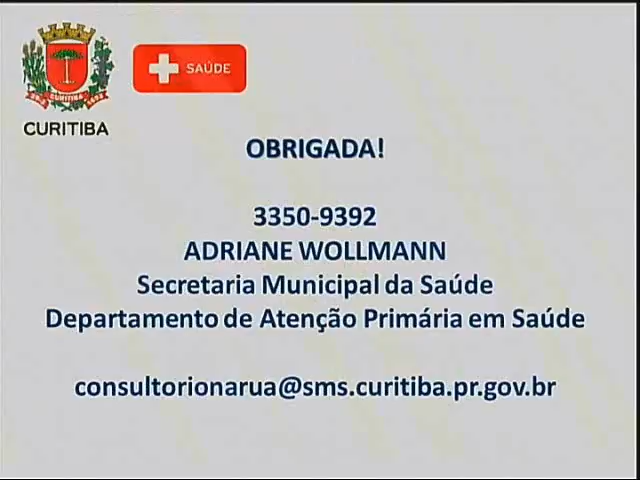 CURITIBA
SAÚDE
CURITIBA
OBRIGADA!
3350-9392
ADRIANE WOLLMANN
Secretaria Municipal da Saúde
Departamento de Atenção Primária em Saúde
consultorionarua@sms.curitiba.pr.gov.br